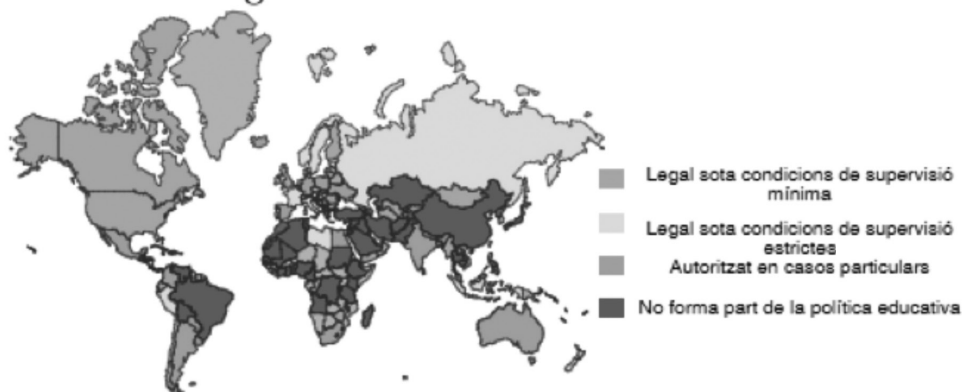 Legal sota condicions de supervisió
mínima
Legal sota condicions de supervisió
estrictes
Autoritzat en casos particulars
No forma part de la política educativa